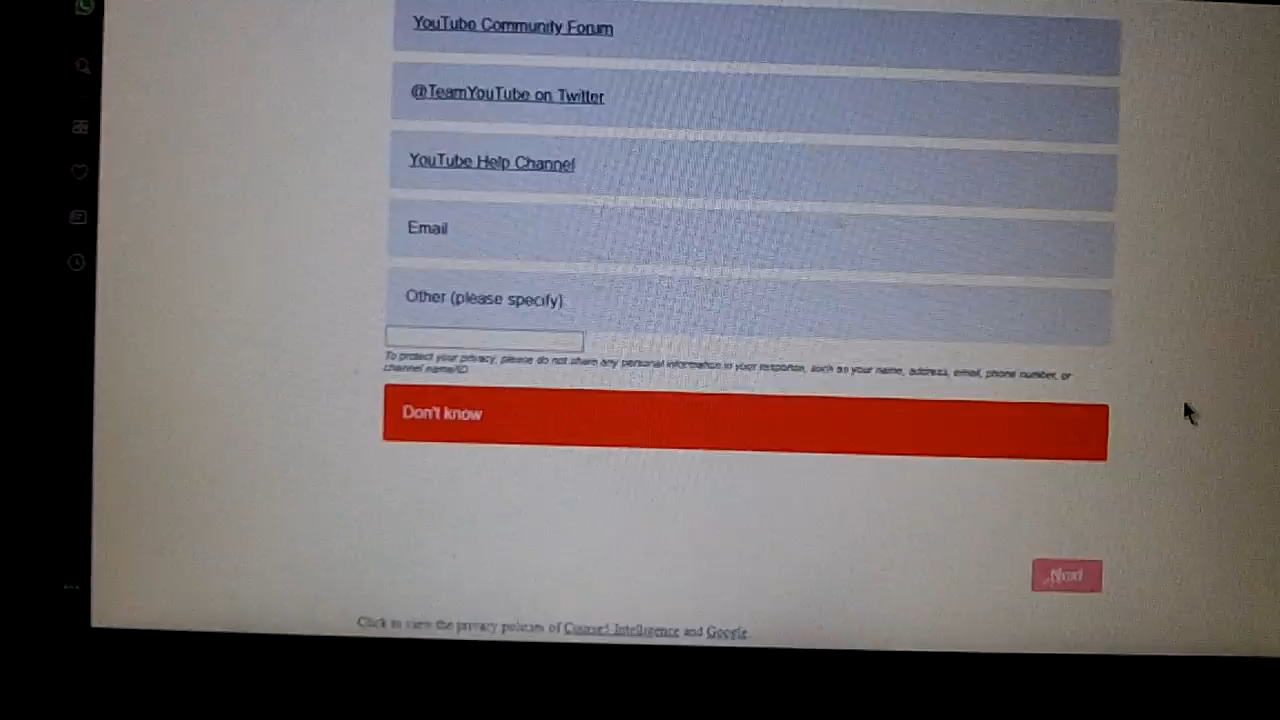 YouTube Community Forum
@TeamYouTube on Twitter
YouTube Help Channel
Email
Other (please specify)
To protect your privacy, please do not share any personal information in your response, such as your name, address, email, phone number, or
channel name/ID
Don't know
Next
Click to view the privacy policies of Counsel Intelligence and Google